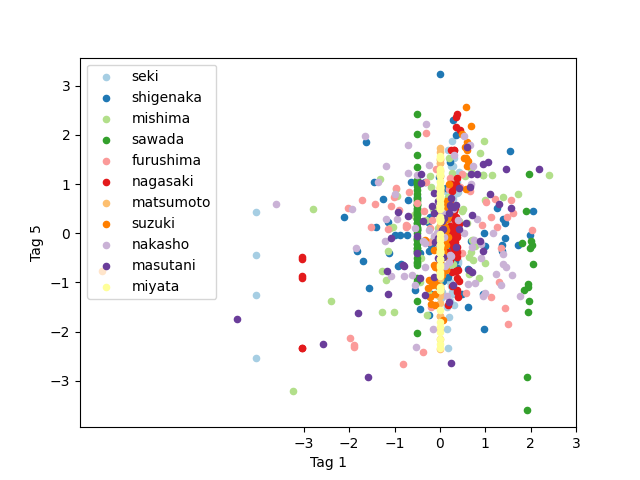 seki
shigenaka
mishima
sawada
furushima
nagasaki
matsumoto
suzuki
nakasho
masutani
miyata
3
2
1
0
−1
−2
−3
Tag 5
−3 −2 −1 0 1 2 3
Tag 1